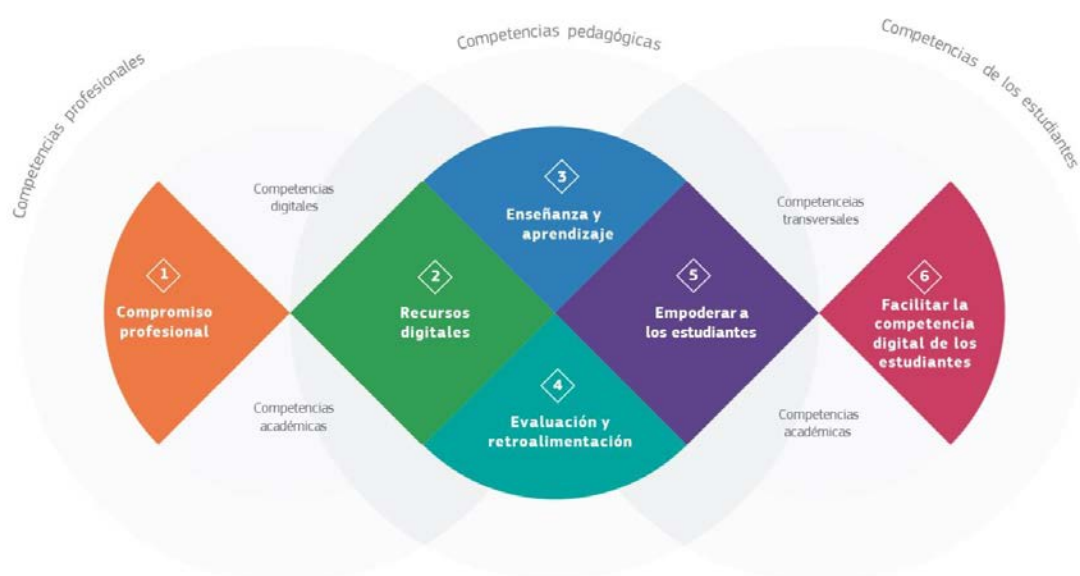 Competencias profesionales
Competencias pedagógicas
Competencias de los estudiantes
Competencias
digitales
Competenceias
transversales
1
Compromiso
profesional
2
Recursos
digitales
3
Enseñanza y
aprendizaje
4
Evaluación y
retroalimentación
5
Empoderar a
los estudiantes
6
Facilitar la
competencia
digital de los
estudiantes
Competencias
académicas
Competencias
académicas